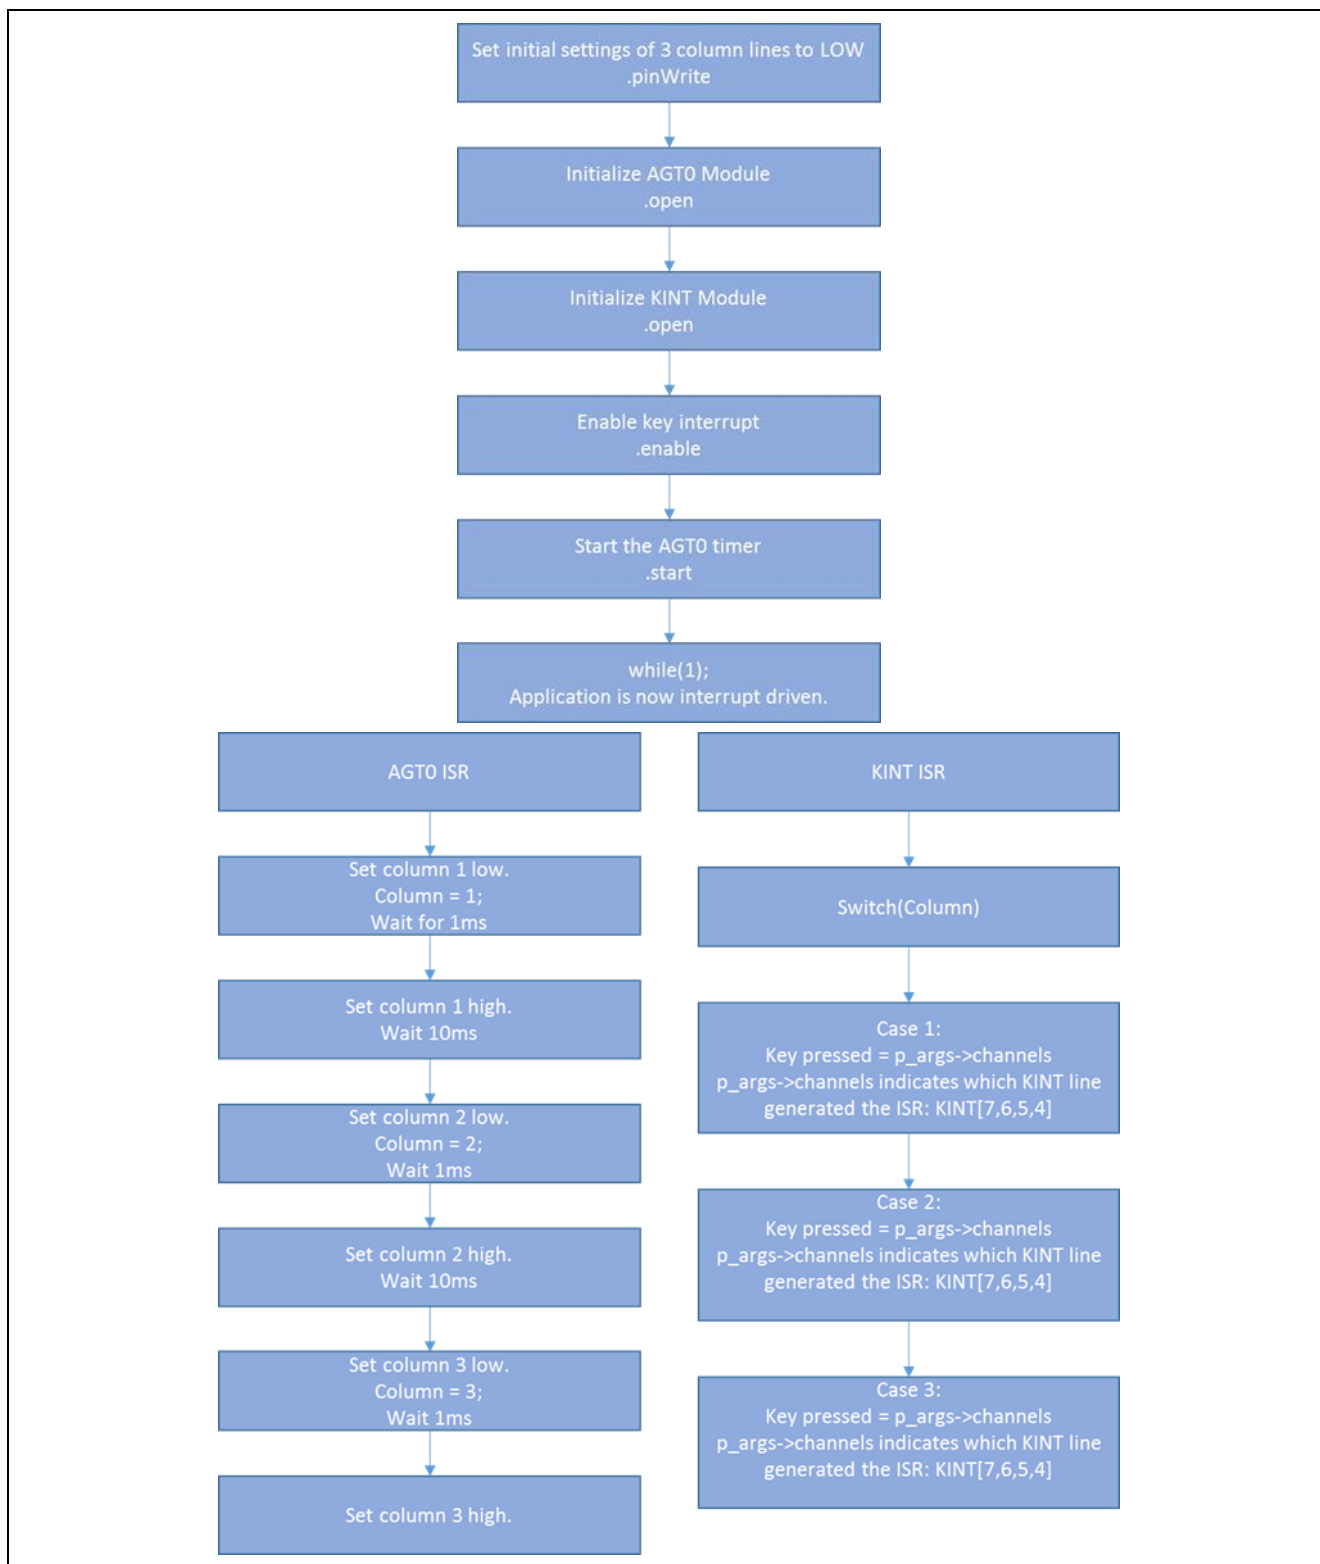 Set initial settings of 3 column lines to LOW
.pinWrite
Initialize AGT0 Module
.open
Initialize KINT Module
.open
Enable key interrupt
.enable
Start the AGT0 timer
.start
while(1);
Application is now interrupt driven.
AGT0 ISR
Set column 1 low.
Column = 1;
Wait for 1ms
Set column 1 high.
Wait 10ms
Set column 2 low.
Column = 2;
Wait 1ms
Set column 2 high.
Wait 10ms
Set column 3 low.
Column = 3;
Wait 1ms
Set column 3 high.
KINT ISR
Switch(Column)
Case 1:
Key pressed = p_args->channels
p_args->channels indicates which KINT line
generated the ISR: KINT[7,6,5,4]
Case 2:
Key pressed = p_args->channels
p_args->channels indicates which KINT line
generated the ISR: KINT[7,6,5,4]
Case 3:
Key pressed = p_args->channels
p_args->channels indicates which KINT line
generated the ISR: KINT[7,6,5,4]